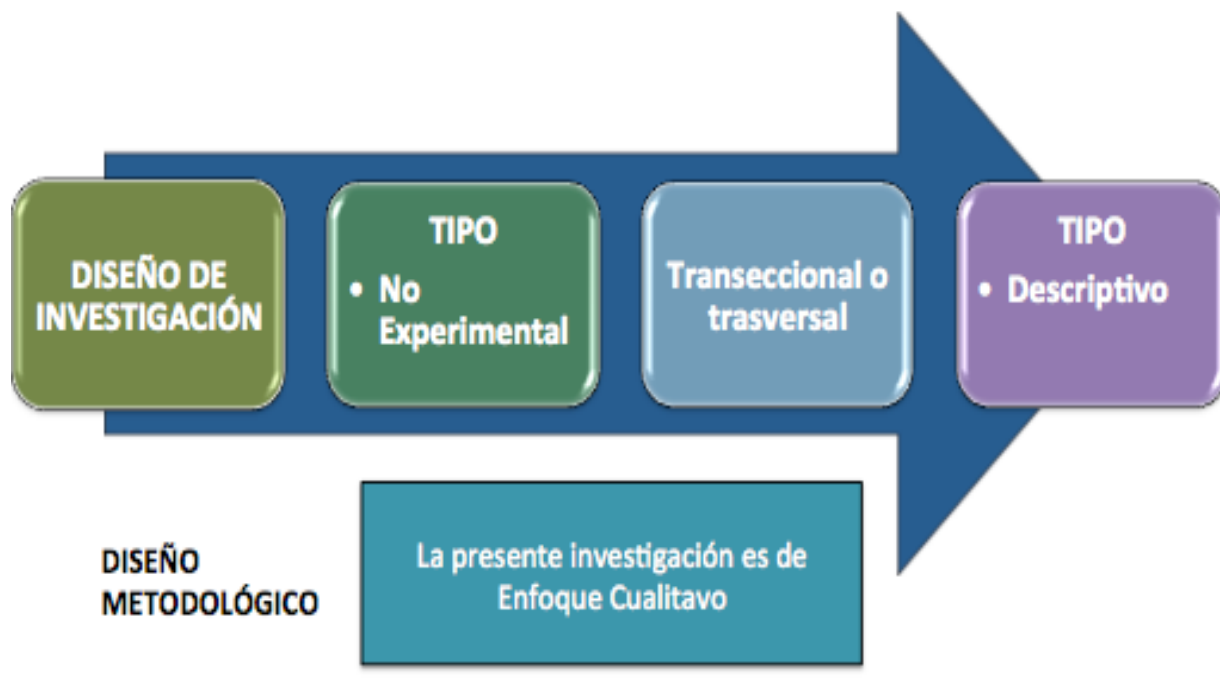 DISEÑO DE
INVESTIGACIÓN
TIPO
• No
Experimental
Transeccional o
trasversal
TIPO
• Descriptivo
DISEÑO
METODOLÓGICO
La presente investigación es de
Enfoque Cualitavo